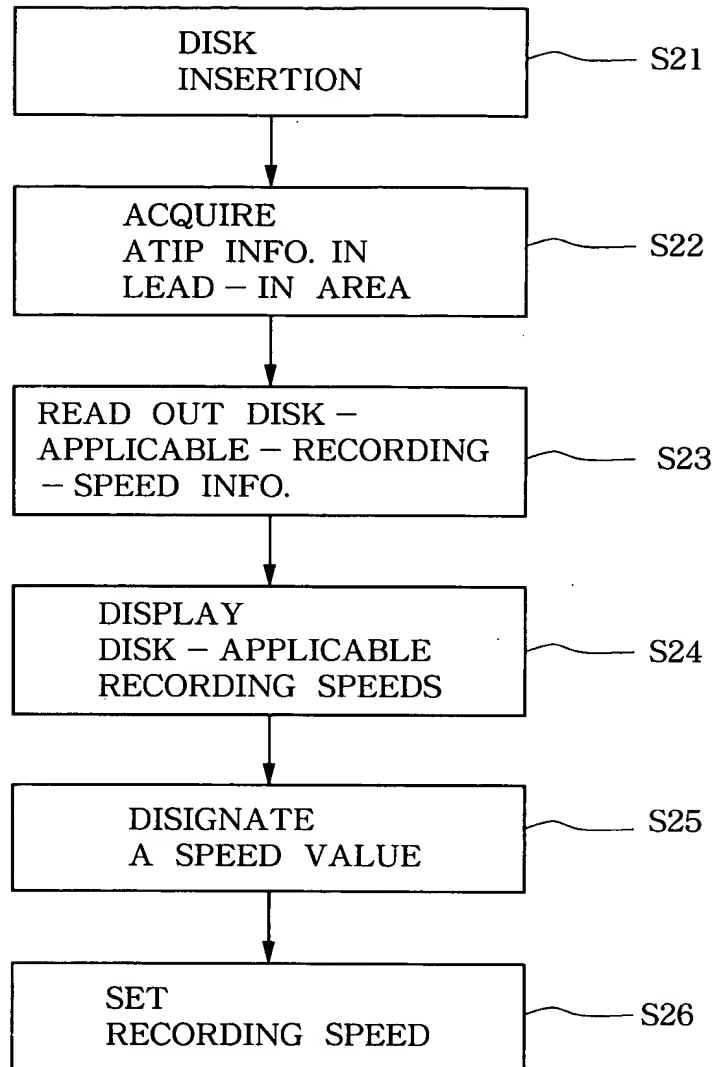 DISK
INSERTION
S21
ACQUIRE
ATIP INFO. IN
LEAD – IN AREA
S22
READ OUT DISK –
APPLICABLE – RECORDING
– SPEED INFO.
S23
DISPLAY
DISK – APPLICABLE
RECORDING SPEEDS
S24
DISIGNATE
A SPEED VALUE
S25
SET
RECORDING SPEED
S26